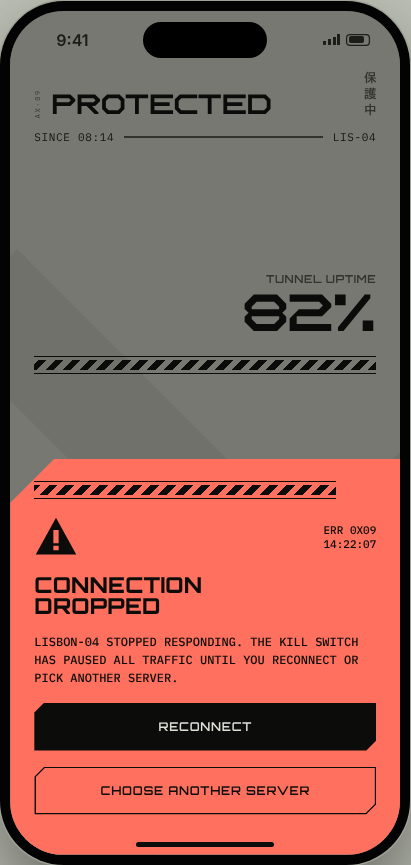 9:41
AX-09
PROTECTED
保護中
SINCE 08:14
LIS-04
TUNNEL UPTIME
82%
ERR 0X09
14:22:07
CONNECTION
DROPPED
LISBON-04 STOPPED RESPONDING. THE KILL SWITCH
HAS PAUSED ALL TRAFFIC UNTIL YOU RECONNECT OR
PICK ANOTHER SERVER.
RECONNECT
CHOOSE ANOTHER SERVER